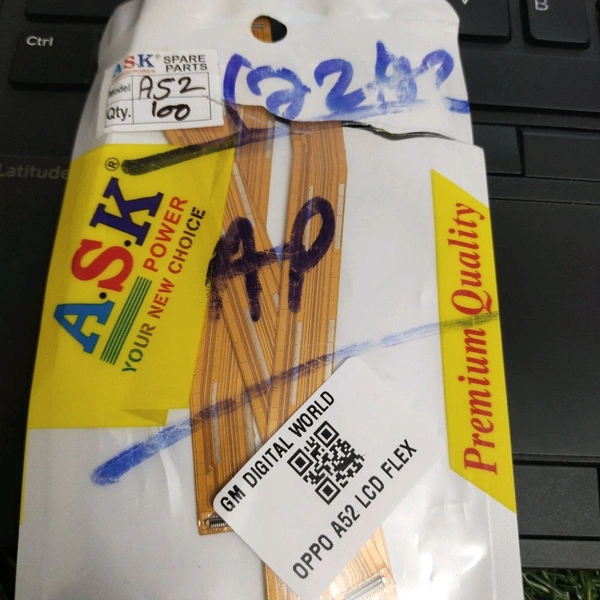 Ctrl
B
Latitude
A.S.K®
POWER
SPARE
PARTS
Model A52
Qty. 100
A.S.K®
POWER
YOUR NEW CHOICE
AP
Premium Quality
GM DIGITAL WORLD
OPPO A52 LCD FLEX